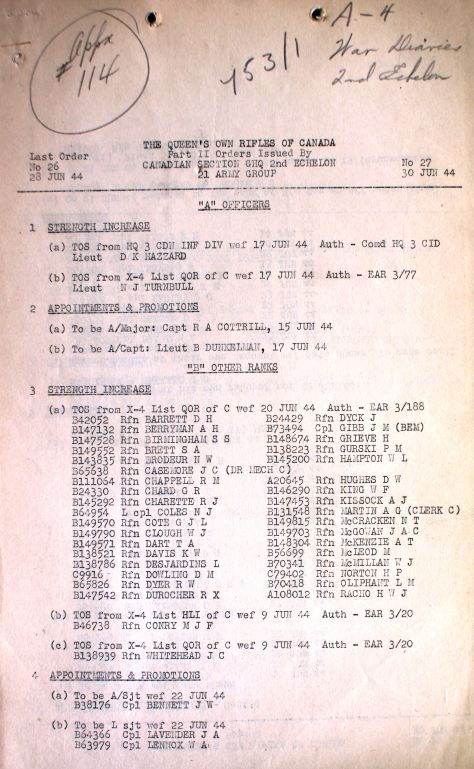 Appx
# 114
153/1
A-4
War Diaries
2nd Echelon
THE QUEEN'S OWN RIFLES OF CANADA
Last Order Part II Orders Issued By
No 26 CANADIAN SECTION GHQ 2nd ECHELON No 27
28 JUN 44 21 ARMY GROUP 30 JUN 44
"A" OFFICERS
1 STRENGTH INCREASE
(a) TOS from HQ 3 CDN INF DIV wef 17 JUN 44 Auth - Comd HQ 3 CID
Lieut D K HAZZARD
(b) TOS from X-4 List QOR of C wef 17 JUN 44 Auth - EAR 3/77
Lieut N J TURNBULL
2 APPOINTMENTS & PROMOTIONS
(a) To be A/Major: Capt R A COTTRILL, 15 JUN 44
(b) To be A/Capt: Lieut B DUNKELMAN, 17 JUN 44
"B" OTHER RANKS
3 STRENGTH INCREASE
(a) TOS from X-4 List QOR of C wef 20 JUN 44 Auth - EAR 3/188
B42052 Rfn BARRETT D H B24429 Rfn DYCK J
B147132 Rfn BERRYMAN A H B73494 Cpl GIBB J M (BEM)
B147528 Rfn BIRMINGHAM S S B148674 Rfn GRIEVE H
B149552 Rfn BRETT S A B138223 Rfn GURSKI P M
B143835 Rfn BRODEUR N W B145200 Rfn HAMPTON W L
B65638 Rfn CASEMORE J C (DR MECH C)
B111064 Rfn CHAPPELL R M A20645 Rfn HUGHES D W
B24330 Rfn CHARD G R B146290 Rfn KING W F
B145292 Rfn CHARETTE R J B147453 Rfn KISSOCK A J
B64954 L cpl COLES N J B131548 Rfn MARTIN A G (CLERK C)
B149570 Rfn COTE G J L B149815 Rfn McCRACKEN N T
B149790 Rfn CLOUGH W J B149703 Rfn McGOWAN J A C
B149571 Rfn DART T A B148304 Rfn McKENZIE A T
B138521 Rfn DAVIS K W B56699 Rfn McLEOD M
B138786 Rfn DESJARDINS L B70341 Rfn McMILLAN W J
C9916 Rfn DOWLING D M C79402 Rfn NORTON H P
B65826 Rfn DYER R W B70418 Rfn OLIPHANT L M
B147542 Rfn DUROCHER R X A108012 Rfn RACHO H W J
(b) TOS from X-4 List HLI of C wef 9 JUN 44 Auth - EAR 3/20
B46738 Rfn CONRY M J F
(c) TOS from X-4 List QOR of C wef 9 JUN 44 Auth - EAR 3/20
B138939 Rfn WHITEHEAD J C
4 APPOINTMENTS & PROMOTIONS
(a) To be A/Sjt wef 22 JUN 44
B38176 Cpl BENNETT J W
(b) To be L sjt wef 22 JUN 44
B64366 Cpl LAVENDER J A
B63979 Cpl LENNOX W A